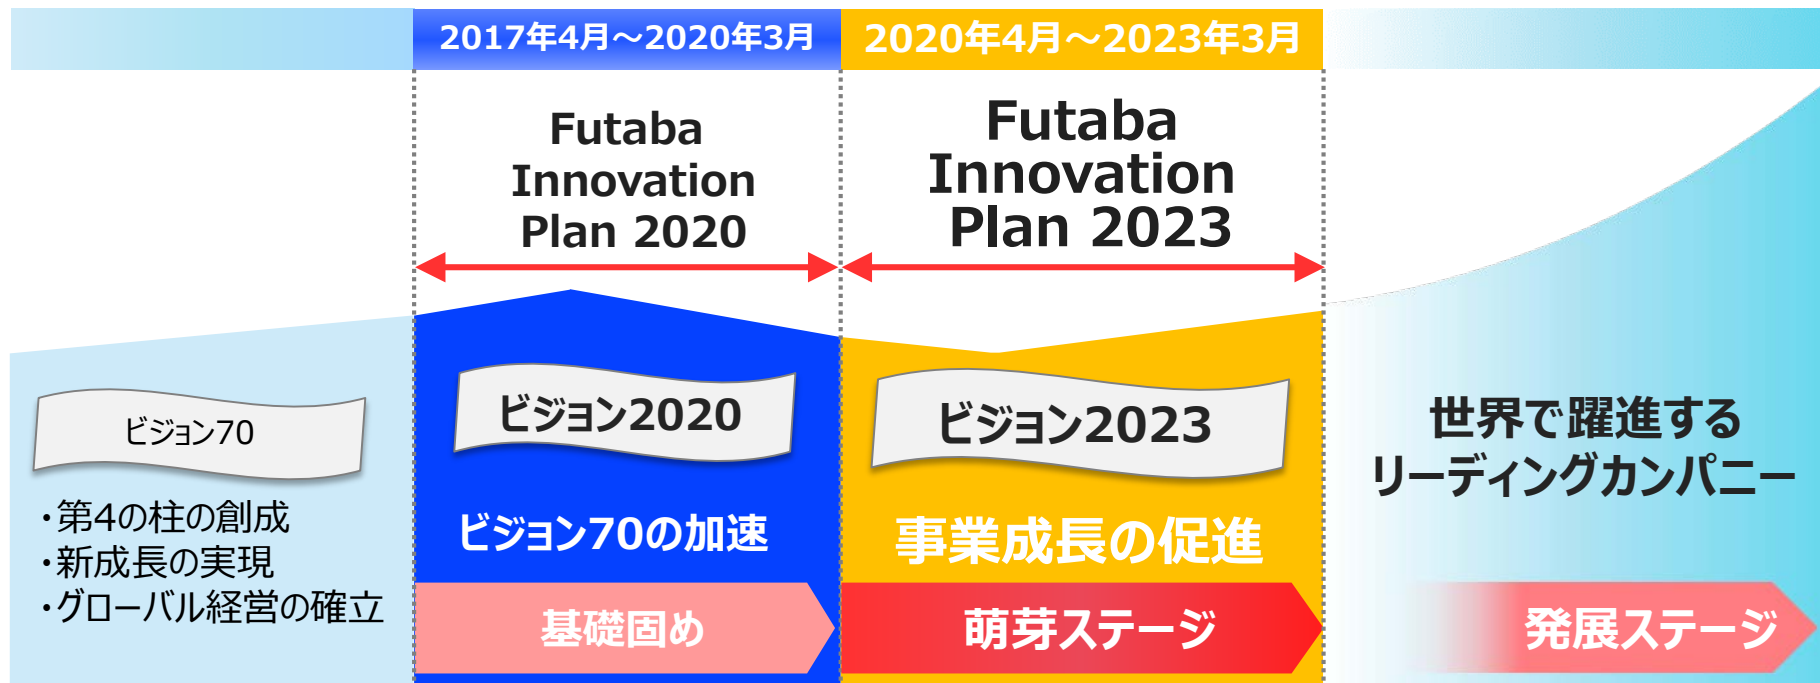 2017年4月～2020年3月
2020年4月～2023年3月
Futaba
Innovation
Plan 2020
Futaba
Innovation
Plan 2023
ビジョン70
・第4の柱の創成
・新成長の実現
・グローバル経営の確立
ビジョン2020
ビジョン70の加速
基礎固め
ビジョン2023
事業成長の促進
萌芽ステージ
世界で躍進する
リーディングカンパニー
発展ステージ